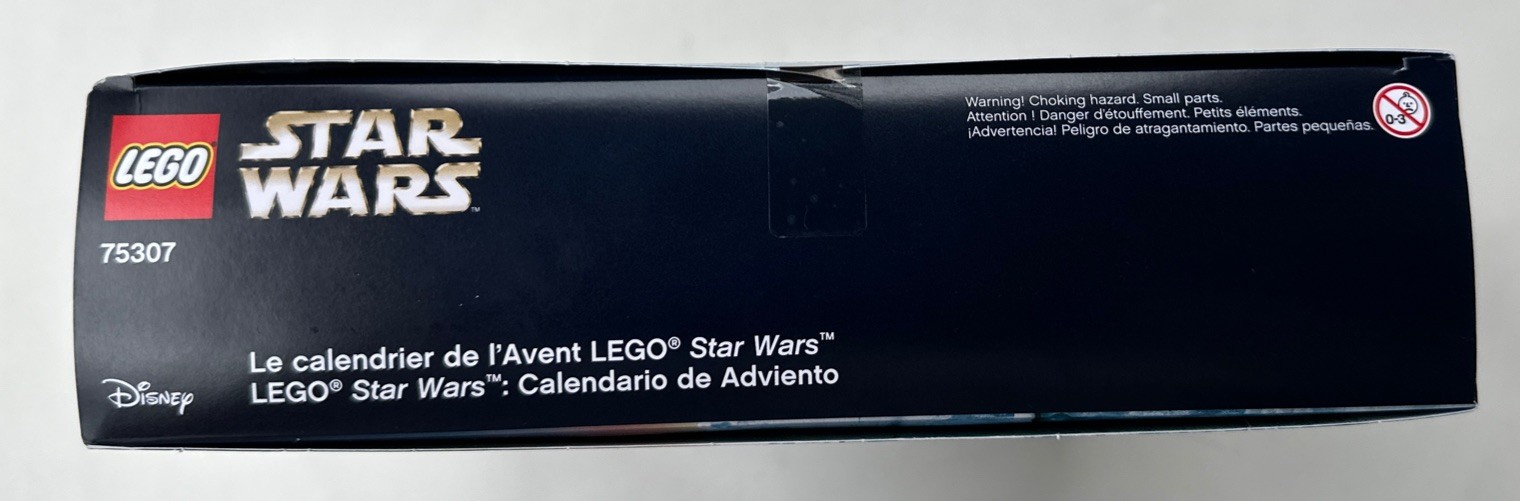 LEGO
STAR
WARS™
75307
Warning! Choking hazard. Small parts.
Attention ! Danger d'étouffement. Petits éléments.
¡Advertencia! Peligro de atragantamiento. Partes pequeñas.
0-3
Le calendrier de l'Avent LEGO® Star Wars™
LEGO® Star Wars™: Calendario de Adviento
Disney